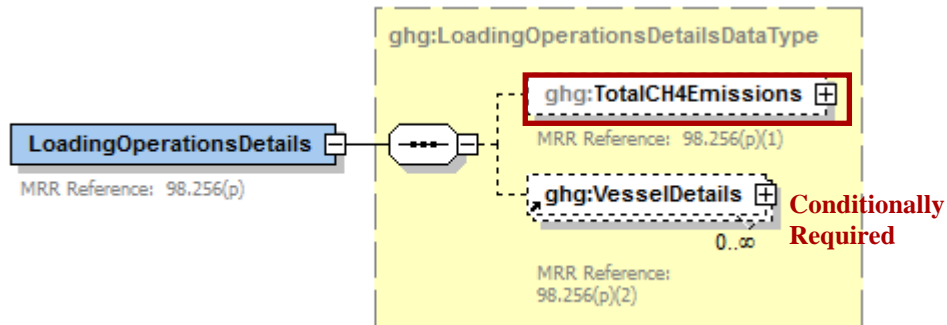 ghg:LoadingOperationsDetailsDataType
ghg:TotalCH4Emissions
MRR Reference: 98.256(p)(1)
LoadingOperationsDetails
MRR Reference: 98.256(p)
ghg:VesselDetails
Conditionally
Required
0..∞
MRR Reference:
98.256(p)(2)